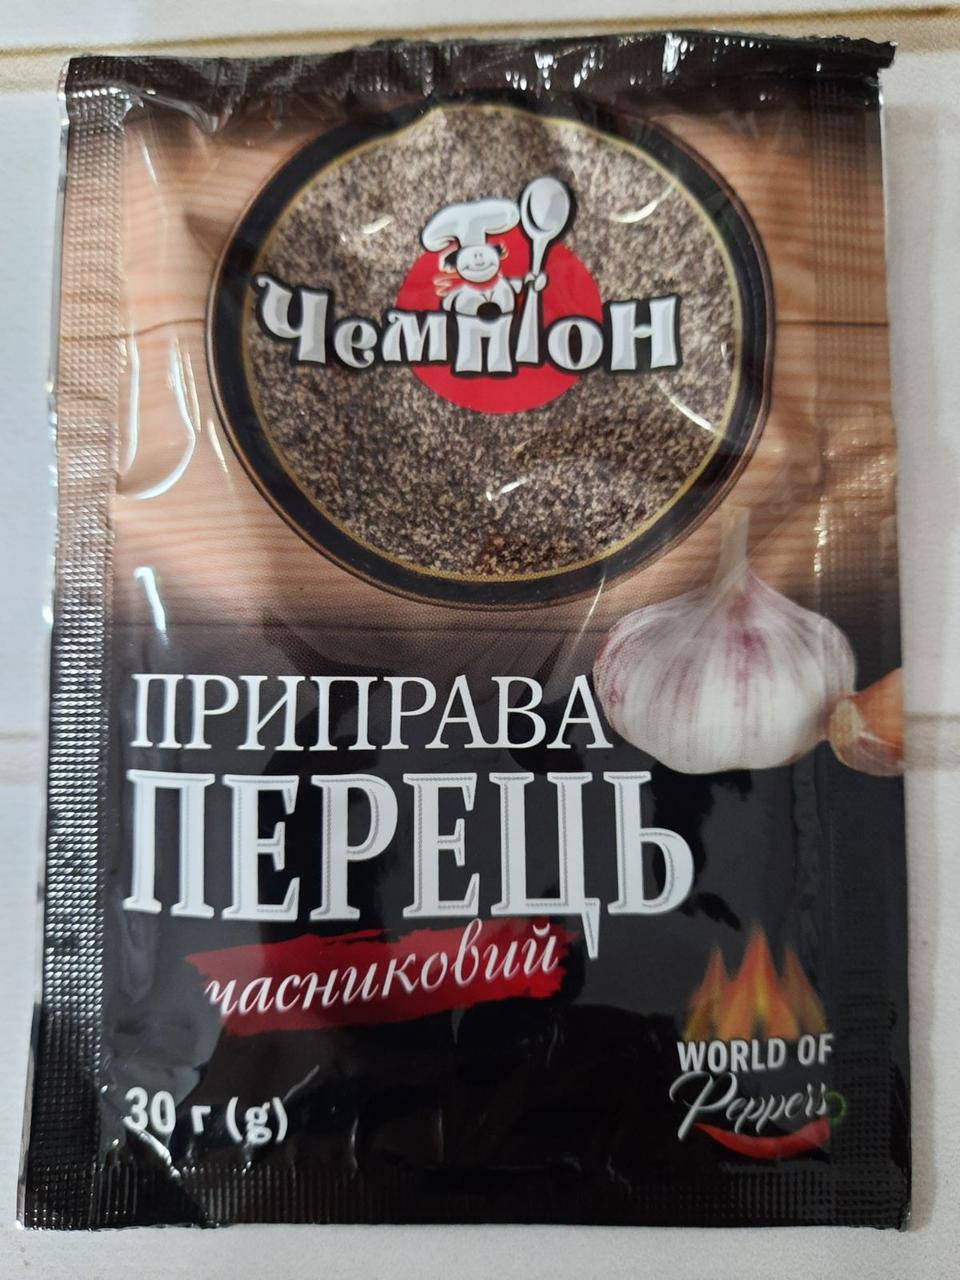 Чемпіон
ПРИПРАВА
ПЕРЕЦЬ
часниковий
30 г (g)
WORLD OF
Peppers